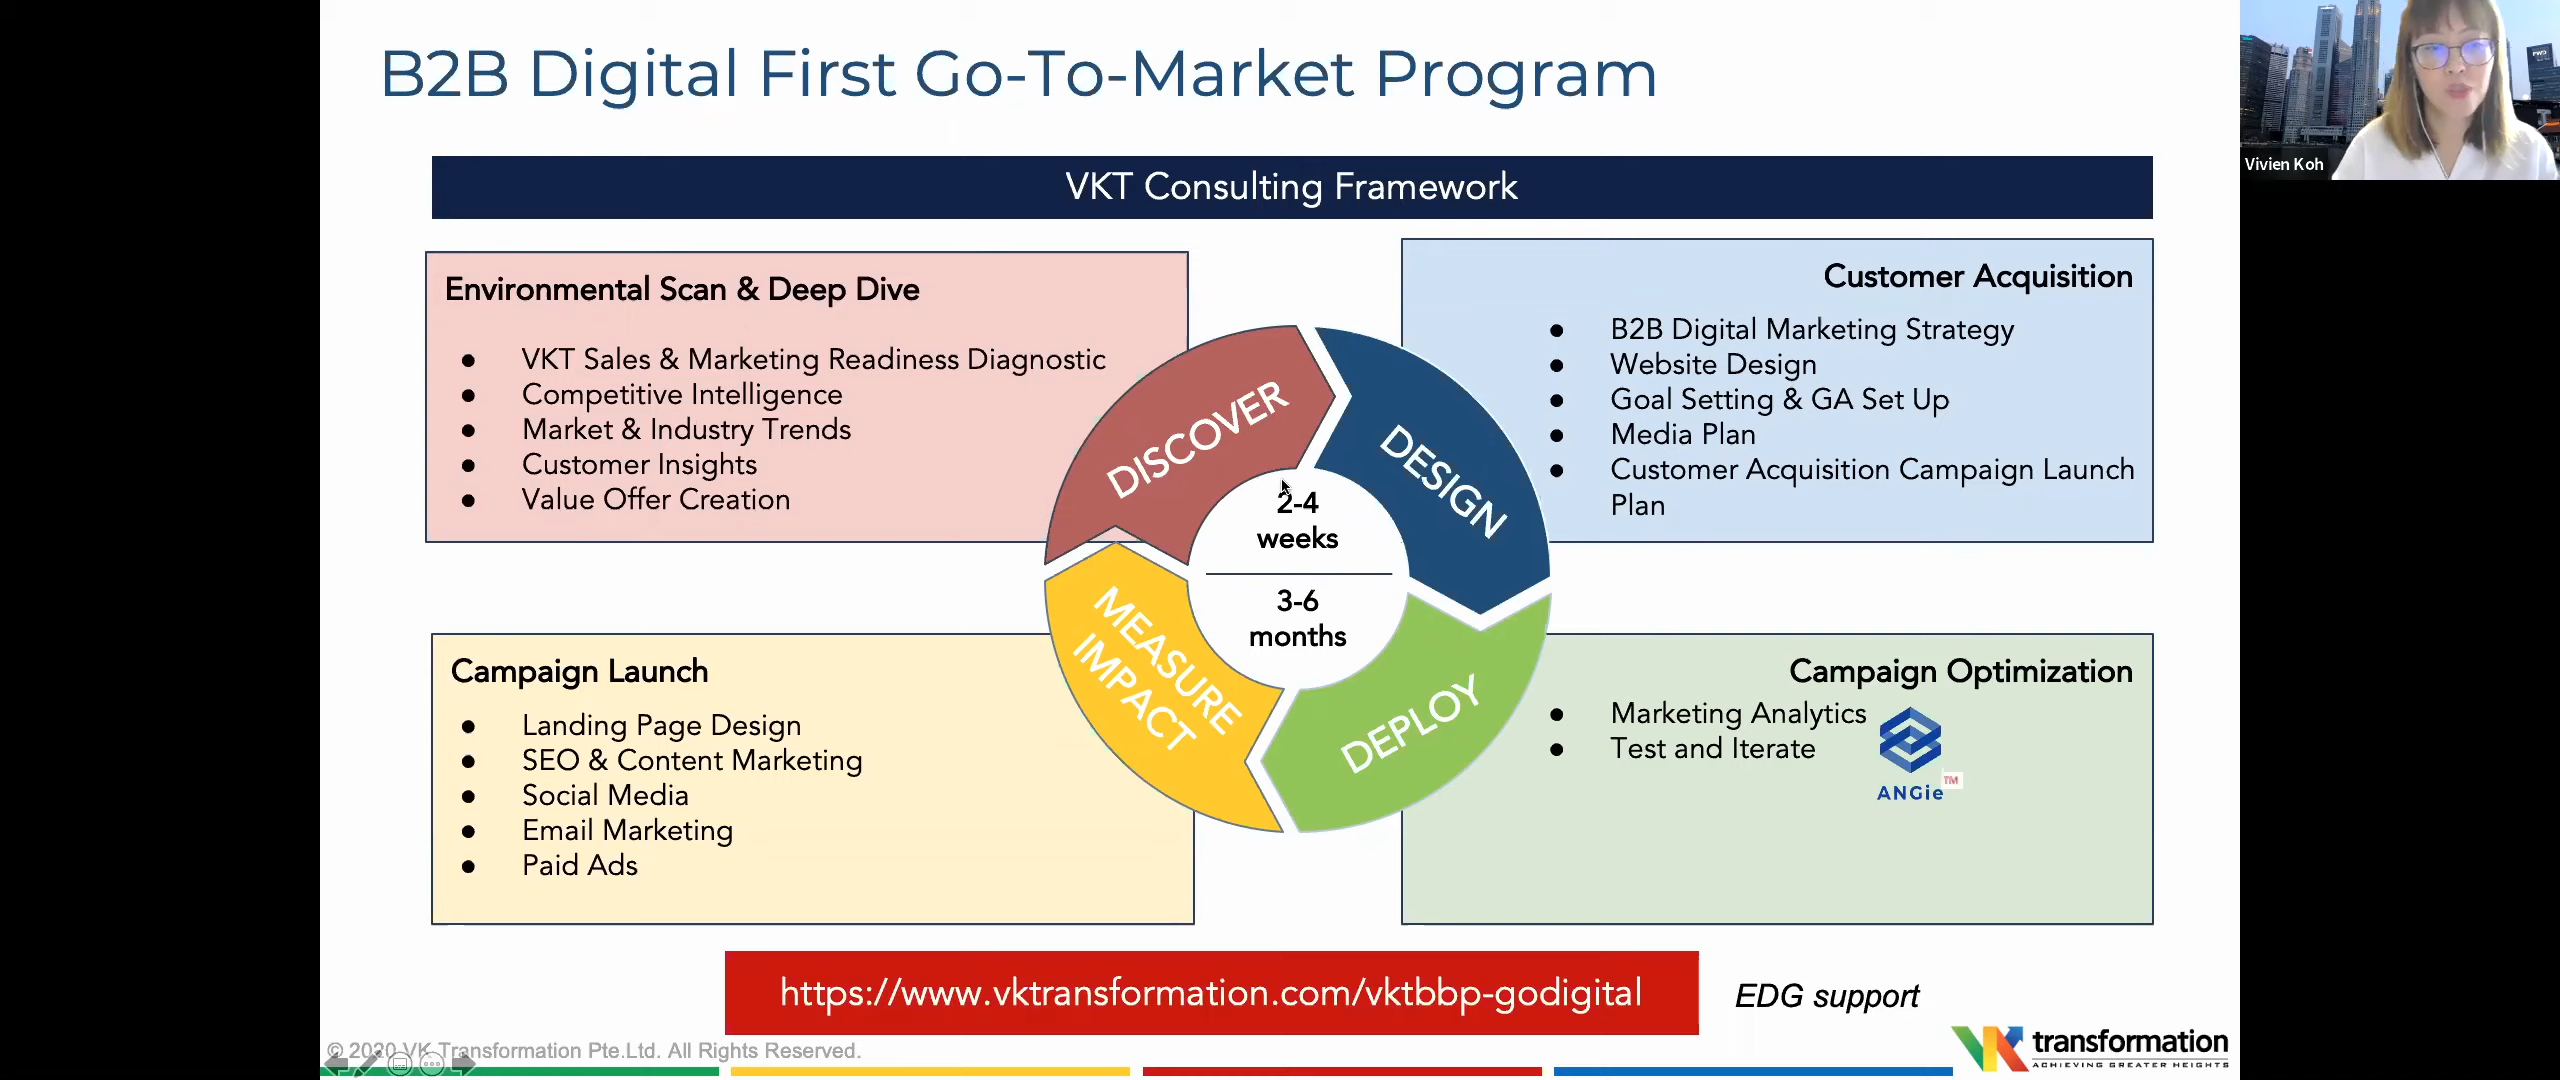 B2B Digital First Go-To-Market Program
Vivien Koh
VKT Consulting Framework
Environmental Scan & Deep Dive
● VKT Sales & Marketing Readiness Diagnostic
● Competitive Intelligence
● Market & Industry Trends
● Customer Insights
● Value Offer Creation
Customer Acquisition
● B2B Digital Marketing Strategy
● Website Design
● Goal Setting & GA Set Up
● Media Plan
● Customer Acquisition Campaign Launch
Plan
DISCOVER
DESIGN
2-4
weeks
3-6
months
MEASURE
IMPACT
DEPLOY
Campaign Launch
● Landing Page Design
● SEO & Content Marketing
● Social Media
● Email Marketing
● Paid Ads
Campaign Optimization
● Marketing Analytics
● Test and Iterate
ANGie TM
https://www.vktransformation.com/vktbbp-godigital
EDG support
© 2020 VK Transformation Pte.Ltd. All Rights Reserved.
VK transformation
ACHIEVING GREATER HEIGHTS